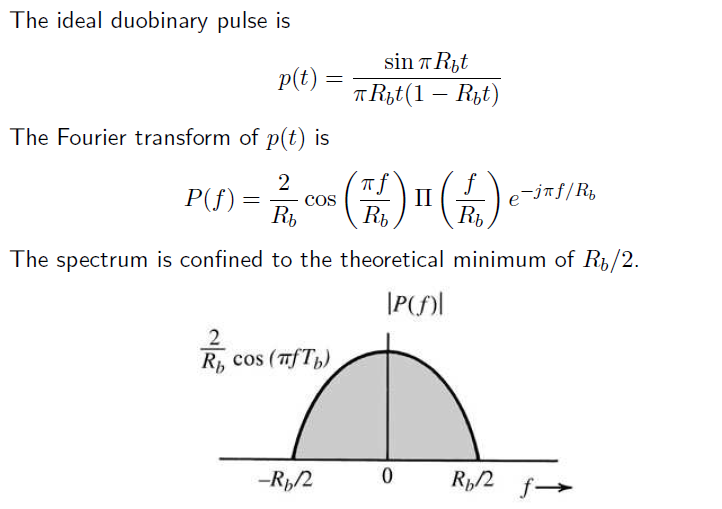 The ideal duobinary pulse is
p(t) = sin πR_bt / πR_bt(1 − R_bt)
The Fourier transform of p(t) is
P(f) = 2/R_b cos (πf/R_b) Π (f/R_b) e^{−jπf/R_b}
The spectrum is confined to the theoretical minimum of R_b/2.
|P(f)|
2/R_b cos (πfT_b)
−R_b/2 0 R_b/2 f→